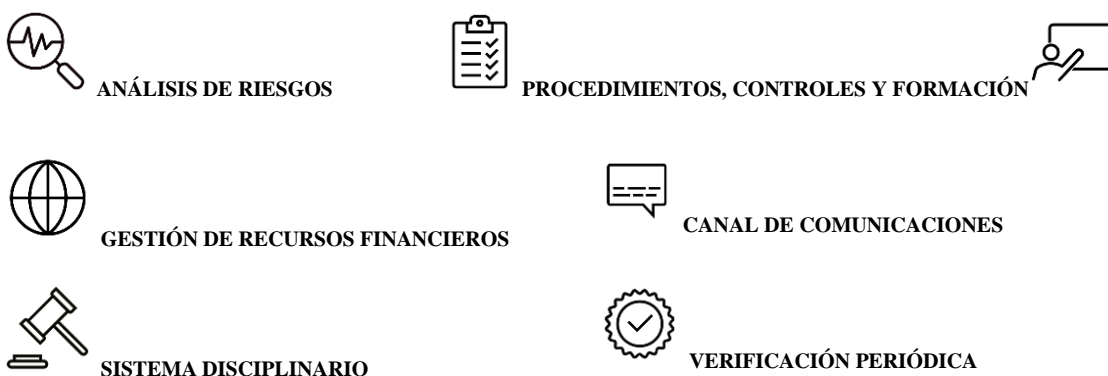 ANÁLISIS DE RIESGOS
PROCEDIMIENTOS, CONTROLES Y FORMACIÓN
GESTIÓN DE RECURSOS FINANCIEROS
CANAL DE COMUNICACIONES
SISTEMA DISCIPLINARIO
VERIFICACIÓN PERIÓDICA